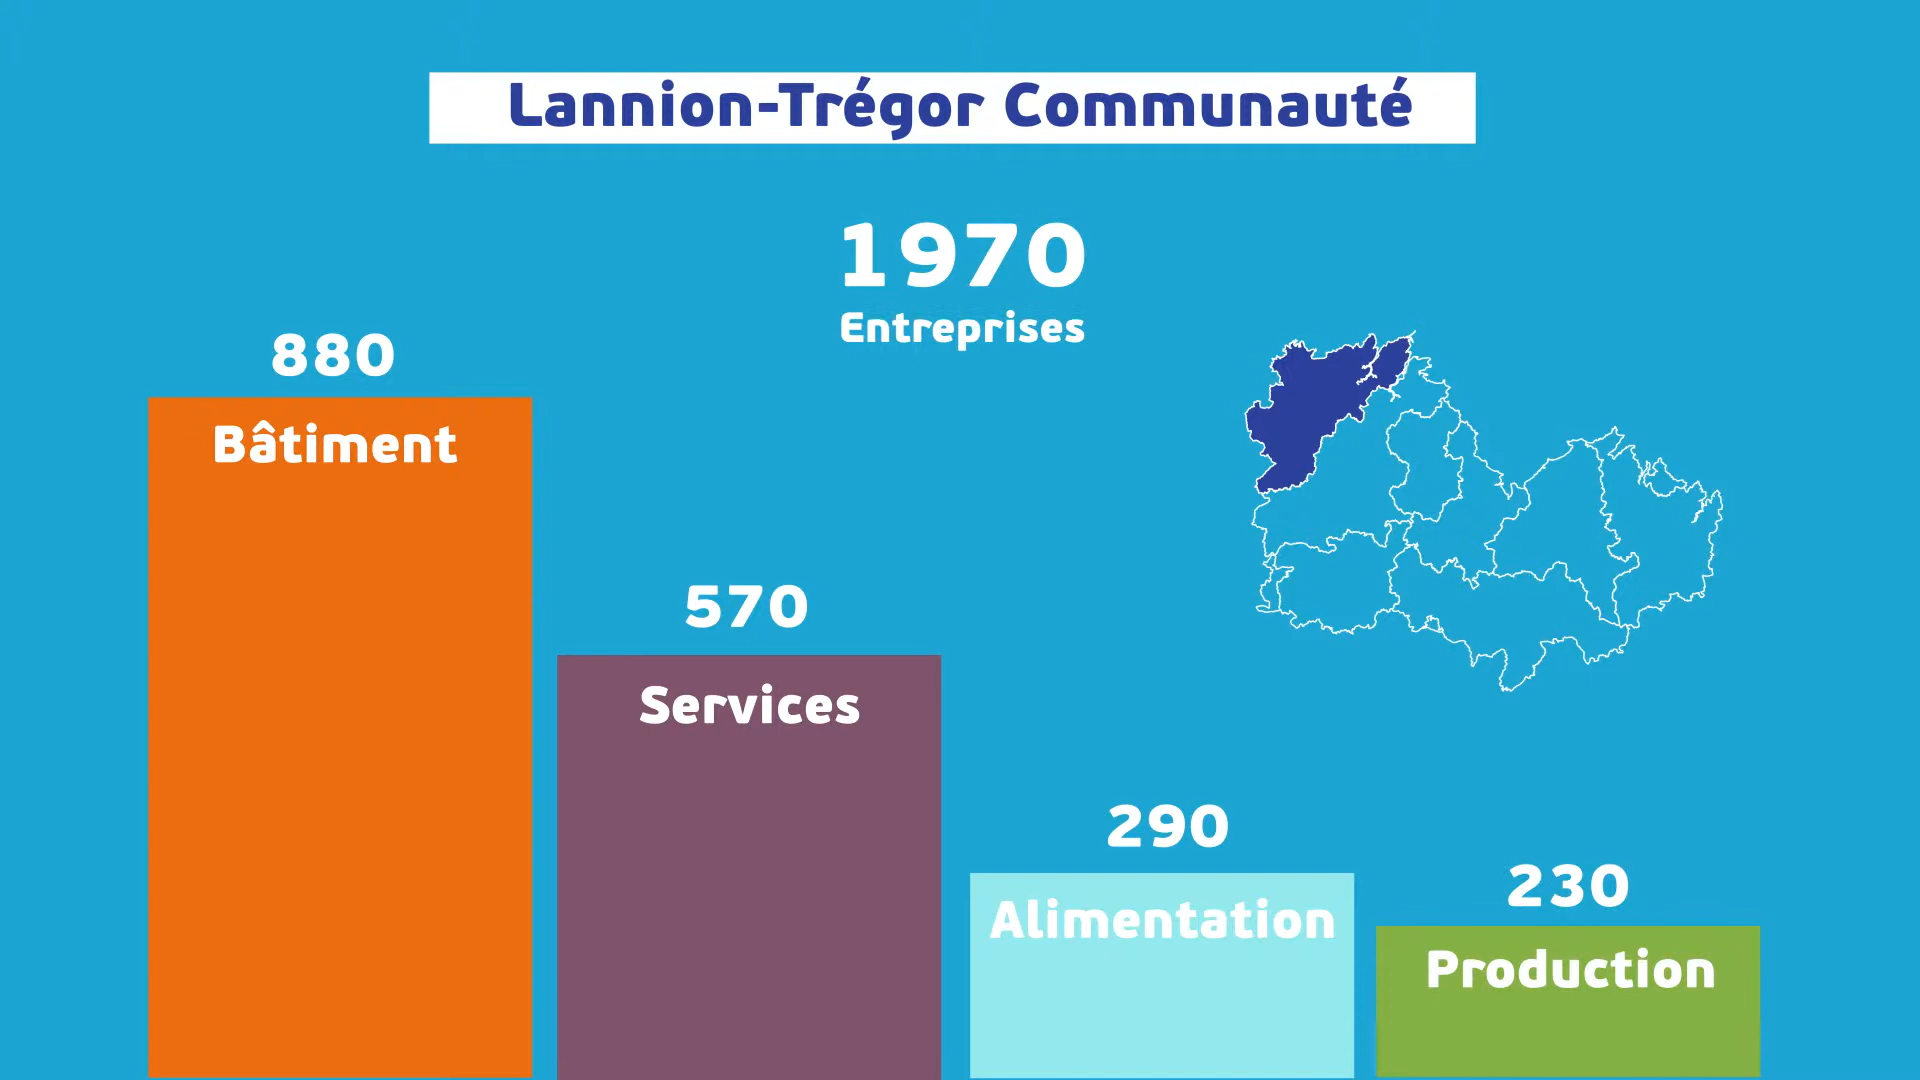 Lannion-Trégor Communauté
1970
Entreprises
880
Bâtiment
570
Services
290
Alimentation
230
Production